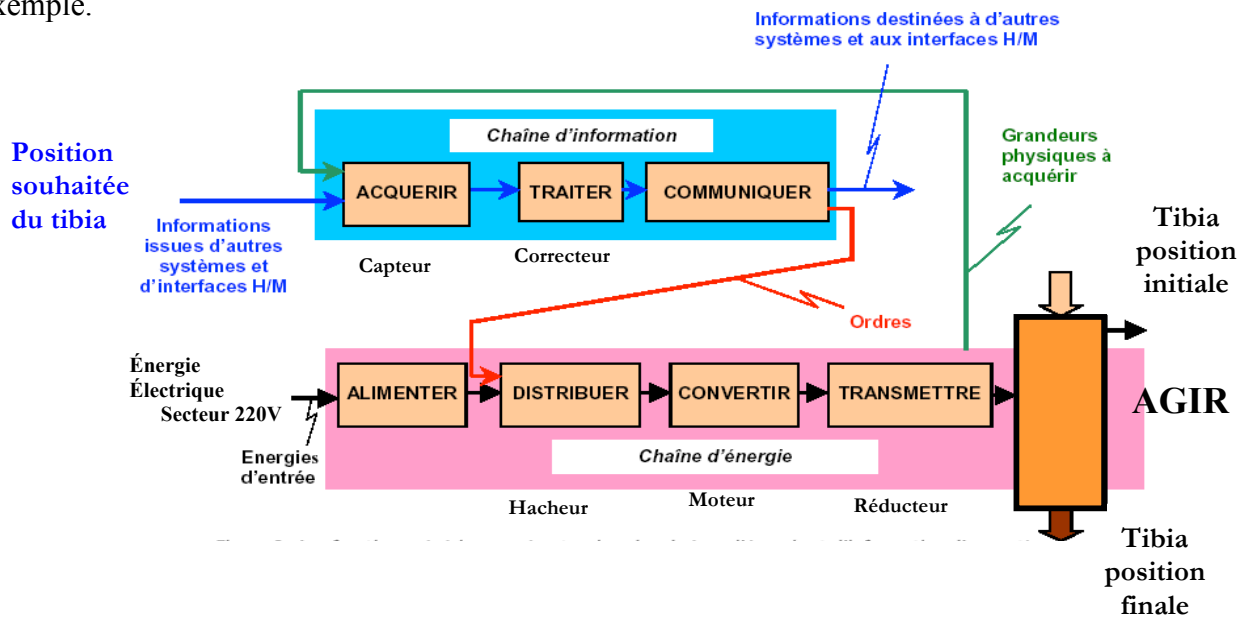 xemple.
Informations destinées à d'autres
systèmes et aux interfaces H/M
Chaîne d'information
Grandeurs
physiques à
acquérir
Position
souhaitée
du tibia
ACQUERIR
TRAITER
COMMUNIQUER
Informations
issues d'autres
systèmes et
d'interfaces H/M
Capteur
Correcteur
Tibia
position
initiale
Ordres
Énergie
Électrique
Secteur 220V
ALIMENTER
DISTRIBUER
CONVERTIR
TRANSMETTRE
AGIR
Energies
d'entrée
Chaîne d'énergie
Hacheur
Moteur
Réducteur
Tibia
position
finale